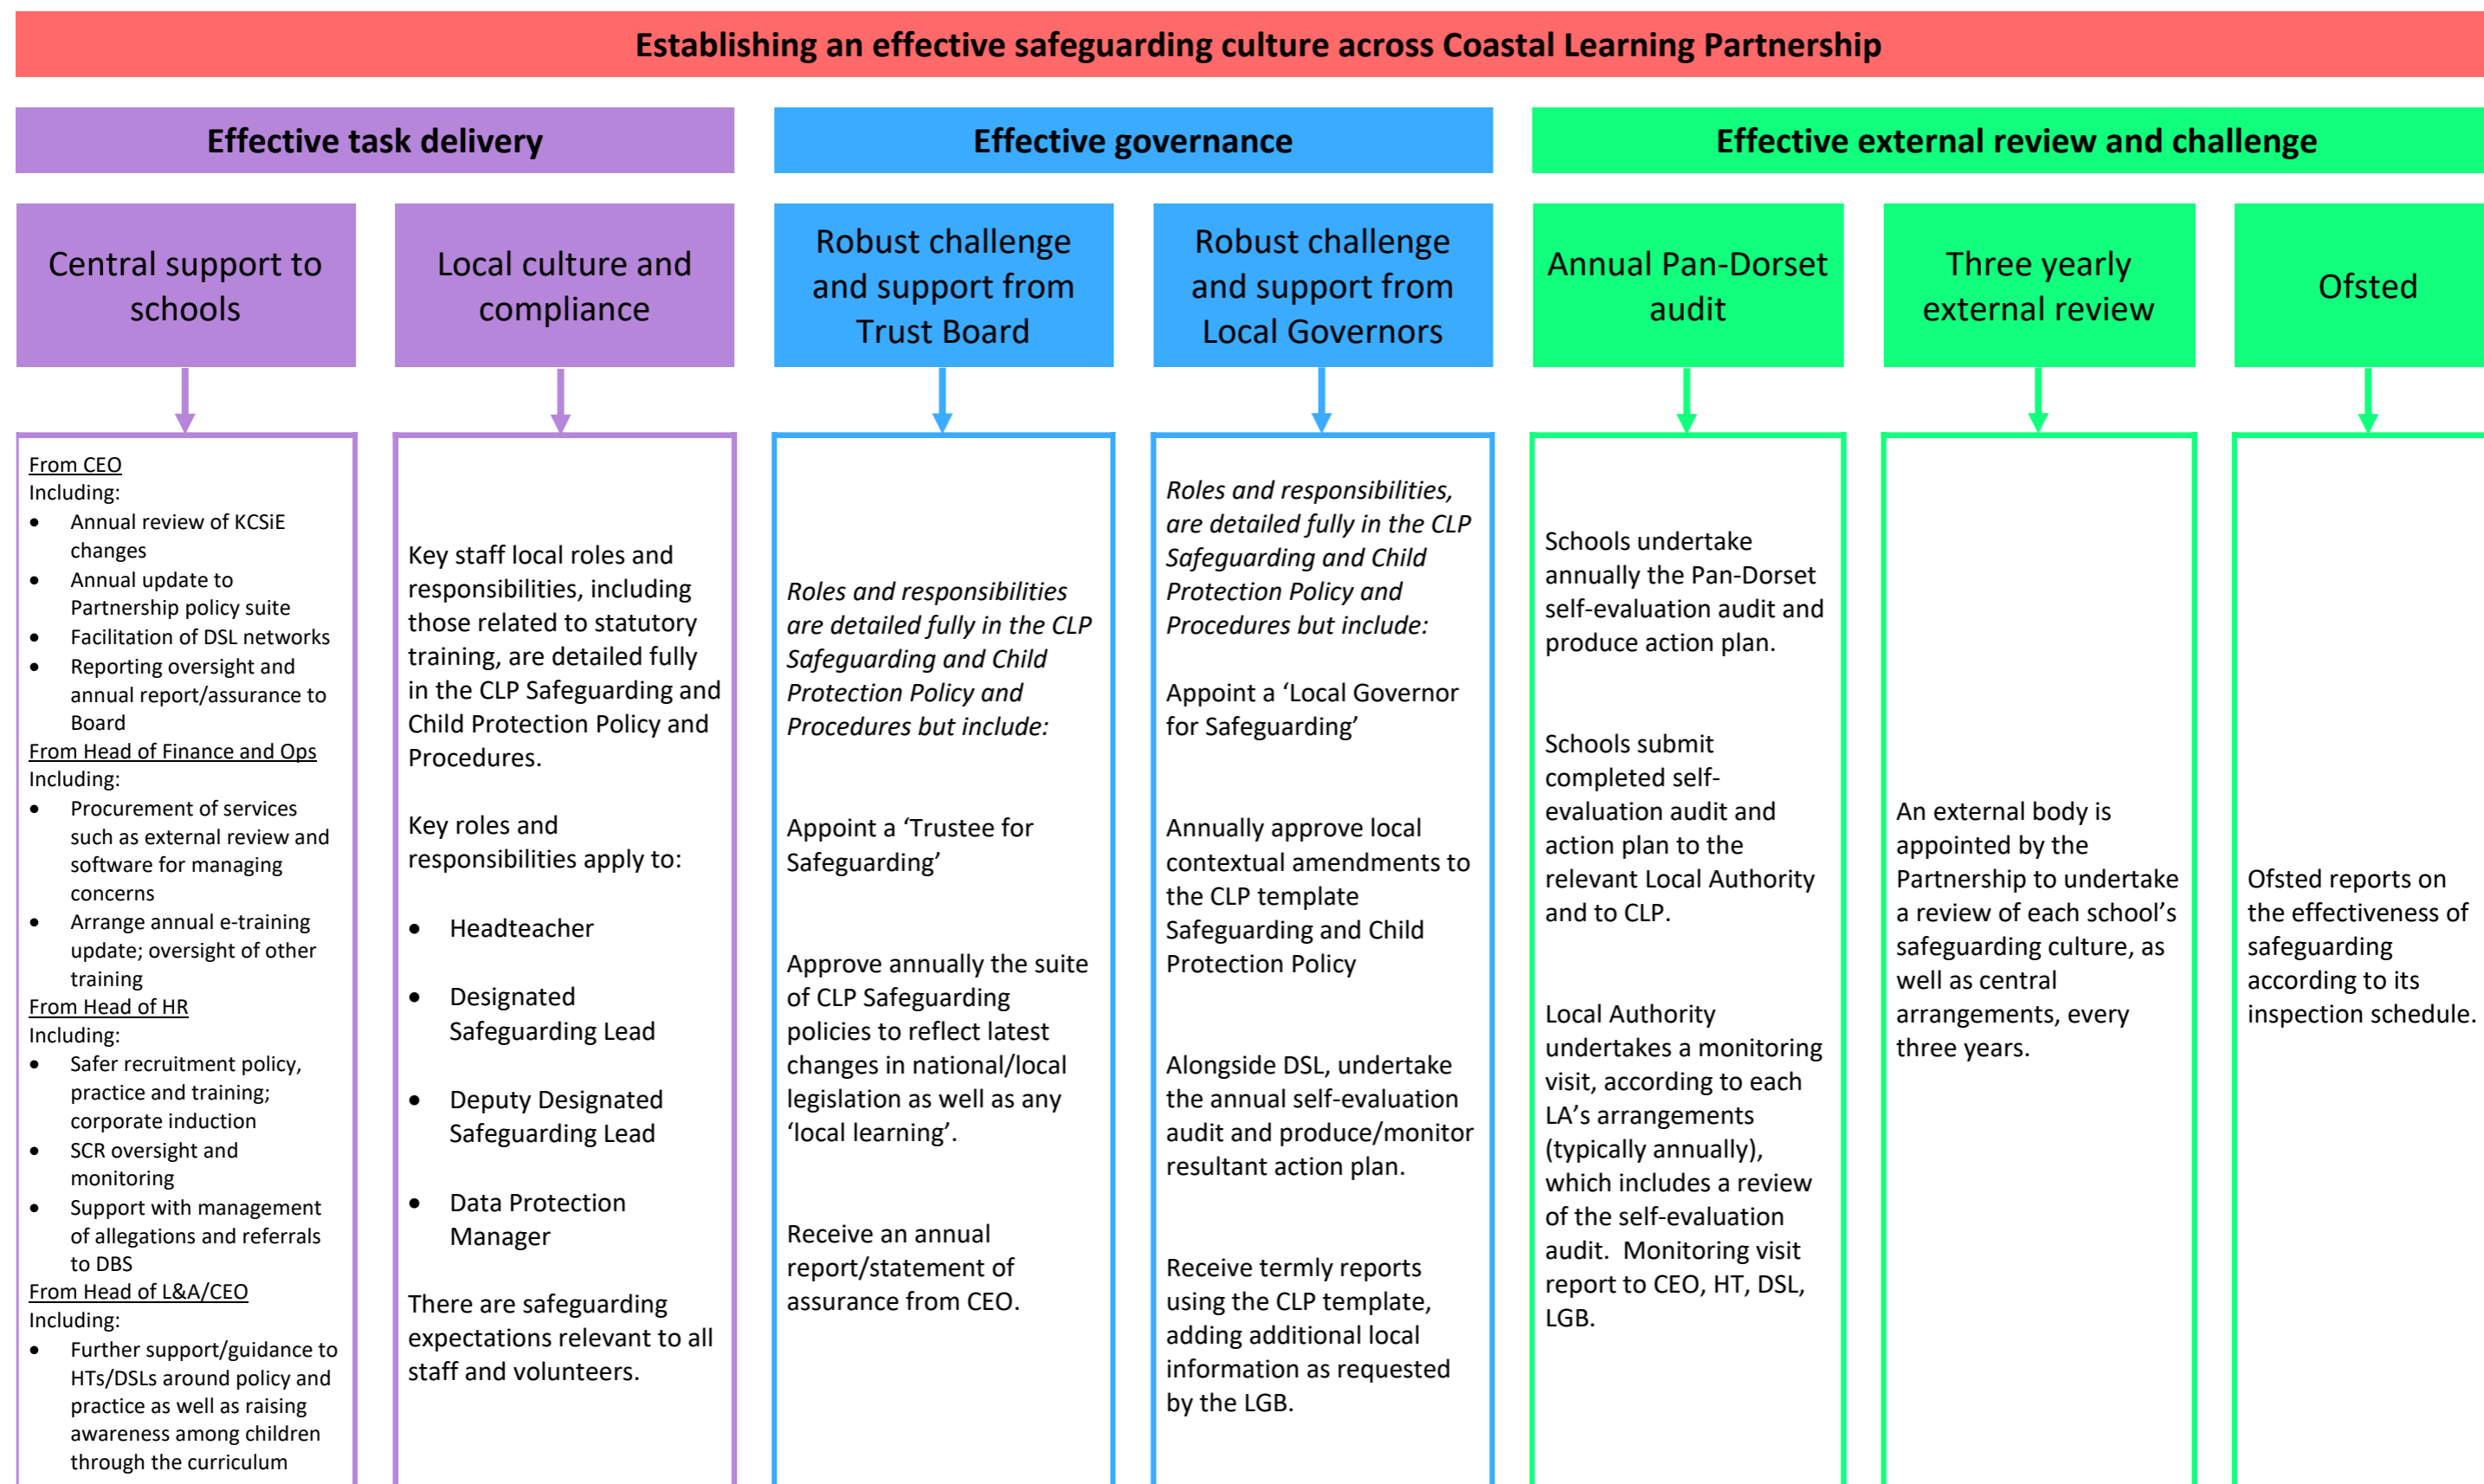 Establishing an effective safeguarding culture across Coastal Learning Partnership
Effective task delivery
Effective governance
Effective external review and challenge
Central support to
schools
Local culture and
compliance
Robust challenge
and support from
Trust Board
Robust challenge
and support from
Local Governors
Annual Pan-Dorset
audit
Three yearly
external review
Ofsted
From CEO
Including:
• Annual review of KCSiE
changes
• Annual update to
Partnership policy suite
• Facilitation of DSL networks
• Reporting oversight and
annual report/assurance to
Board
From Head of Finance and Ops
Including:
• Procurement of services
such as external review and
software for managing
concerns
• Arrange annual e-training
update; oversight of other
training
From Head of HR
Including:
• Safer recruitment policy,
practice and training;
corporate induction
• SCR oversight and
monitoring
• Support with management
of allegations and referrals
to DBS
From Head of L&A/CEO
Including:
• Further support/guidance to
HTs/DSLs around policy and
practice as well as raising
awareness among children
through the curriculum
Key staff local roles and
responsibilities, including
those related to statutory
training, are detailed fully
in the CLP Safeguarding and
Child Protection Policy and
Procedures.
Key roles and
responsibilities apply to:
• Headteacher
• Designated
Safeguarding Lead
• Deputy Designated
Safeguarding Lead
• Data Protection
Manager
There are safeguarding
expectations relevant to all
staff and volunteers.
Roles and responsibilities
are detailed fully in the CLP
Safeguarding and Child
Protection Policy and
Procedures but include:
Appoint a ‘Trustee for
Safeguarding’
Approve annually the suite
of CLP Safeguarding
policies to reflect latest
changes in national/local
legislation as well as any
‘local learning’.
Receive an annual
report/statement of
assurance from CEO.
Roles and responsibilities,
are detailed fully in the CLP
Safeguarding and Child
Protection Policy and
Procedures but include:
Appoint a ‘Local Governor
for Safeguarding’
Annually approve local
contextual amendments to
the CLP template
Safeguarding and Child
Protection Policy
Alongside DSL, undertake
the annual self-evaluation
audit and produce/monitor
resultant action plan.
Receive termly reports
using the CLP template,
adding additional local
information as requested
by the LGB.
Schools undertake
annually the Pan-Dorset
self-evaluation audit and
produce action plan.
Schools submit
completed self-
evaluation audit and
action plan to the
relevant Local Authority
and to CLP.
Local Authority
undertakes a monitoring
visit, according to each
LA’s arrangements
(typically annually),
which includes a review
of the self-evaluation
audit.  Monitoring visit
report to CEO, HT, DSL,
LGB.
An external body is
appointed by the
Partnership to undertake
a review of each school’s
safeguarding culture, as
well as central
arrangements, every
three years.
Ofsted reports on
the effectiveness of
safeguarding
according to its
inspection schedule.